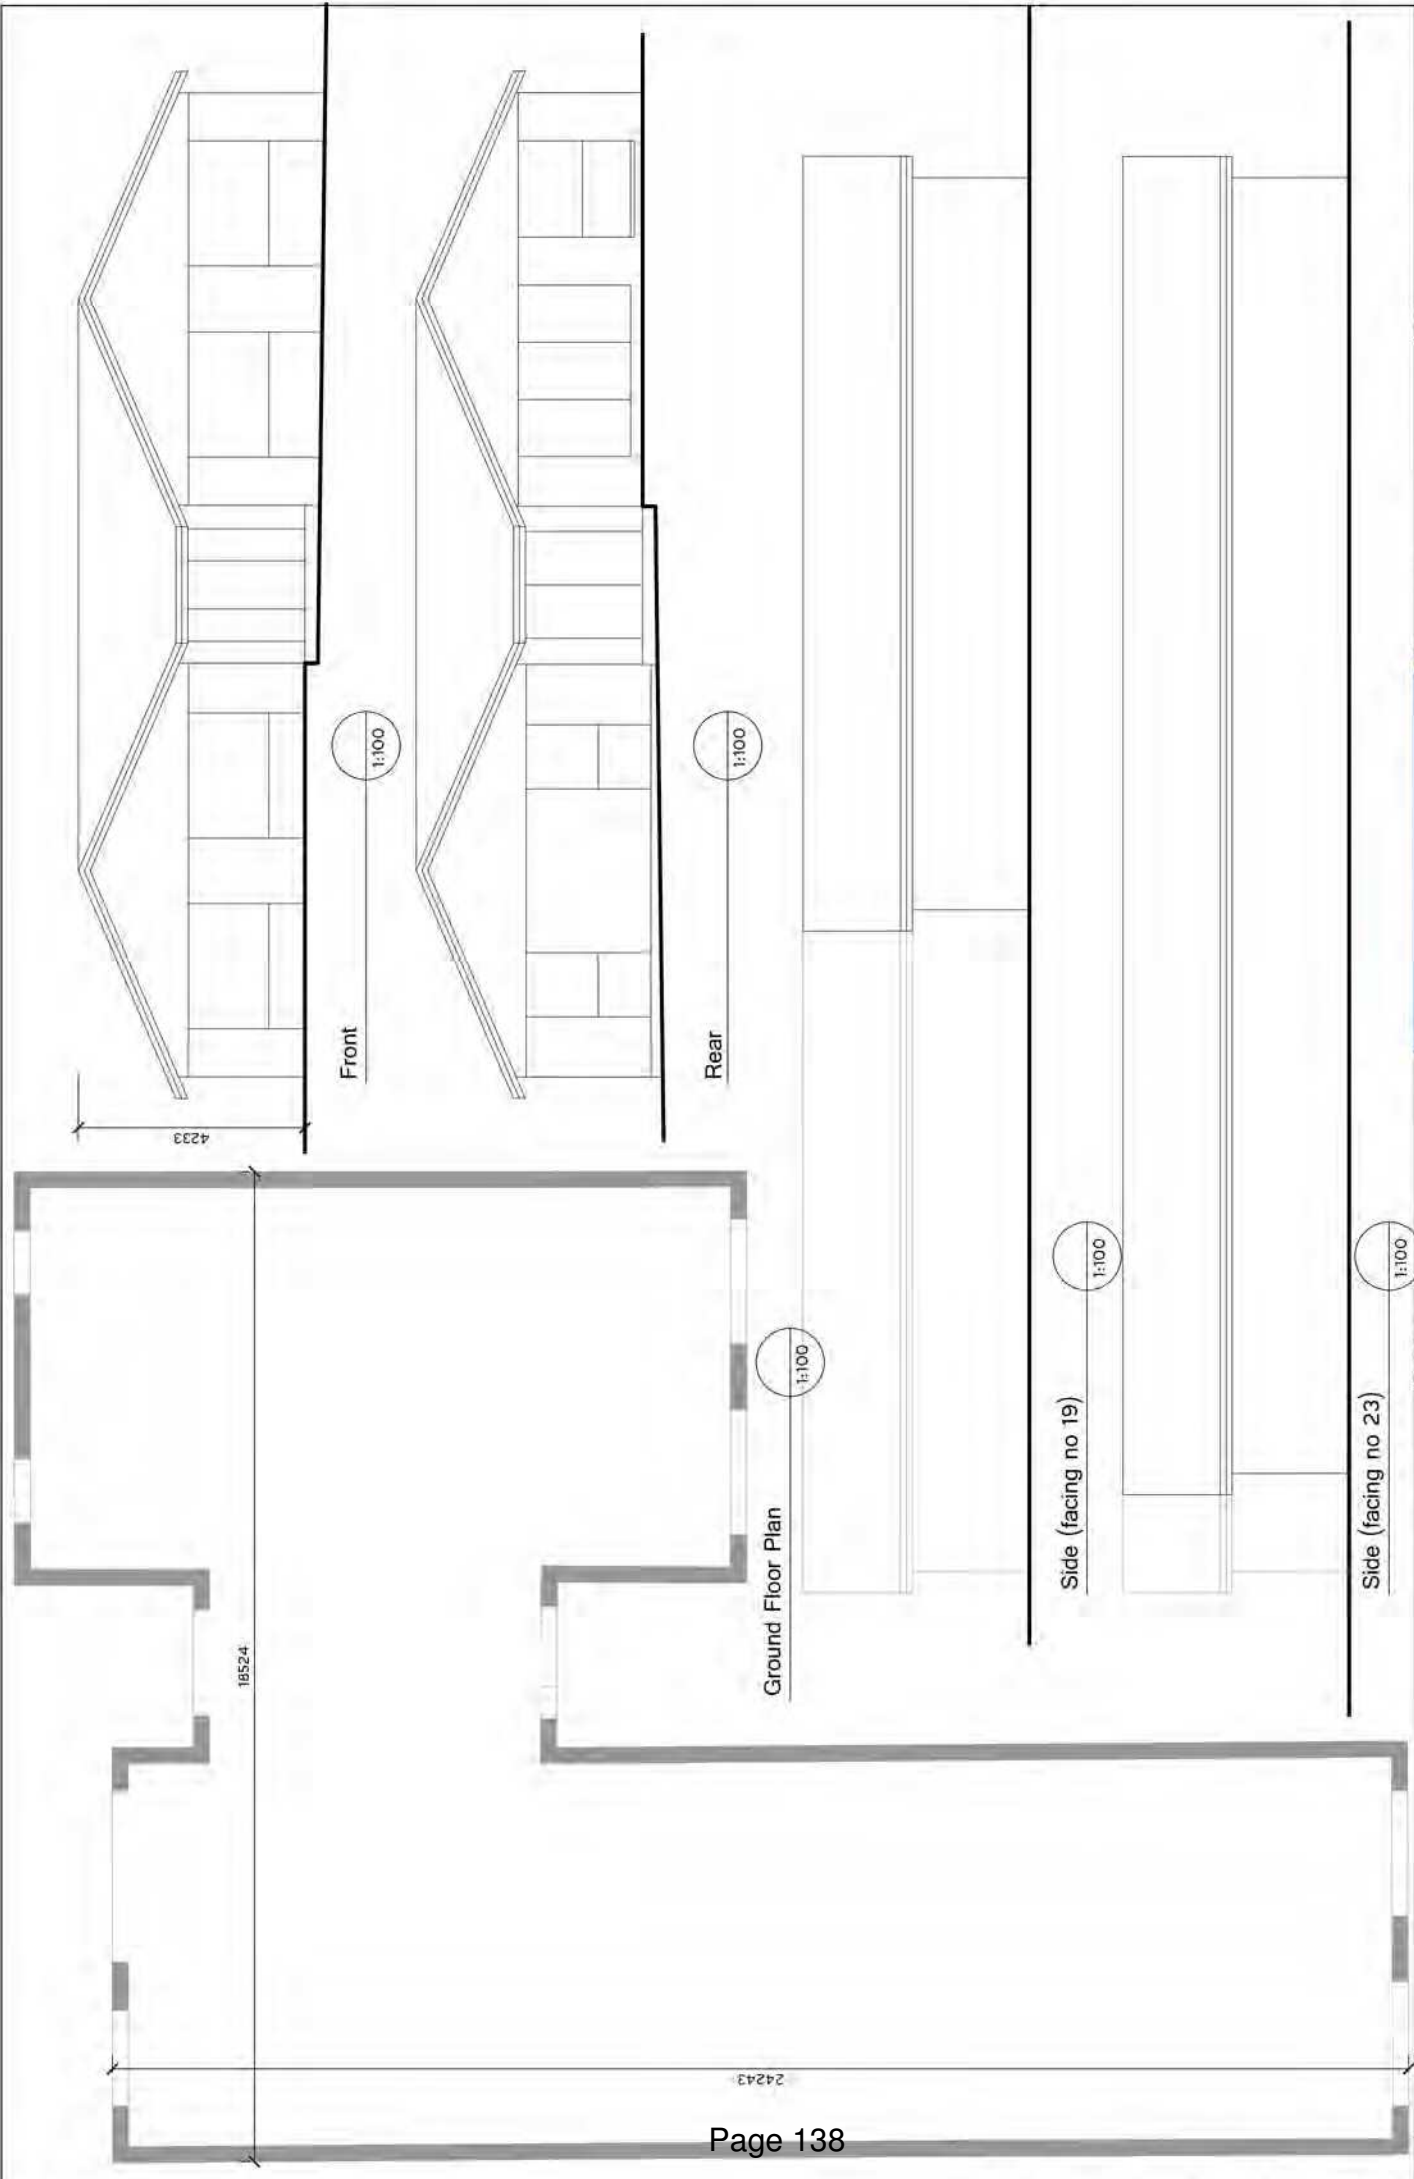 4233
Front
1:100
Rear
1:100
18524
24243
Ground Floor Plan
1:100
Side (facing no 19)
1:100
Side (facing no 23)
1:100
Page 138